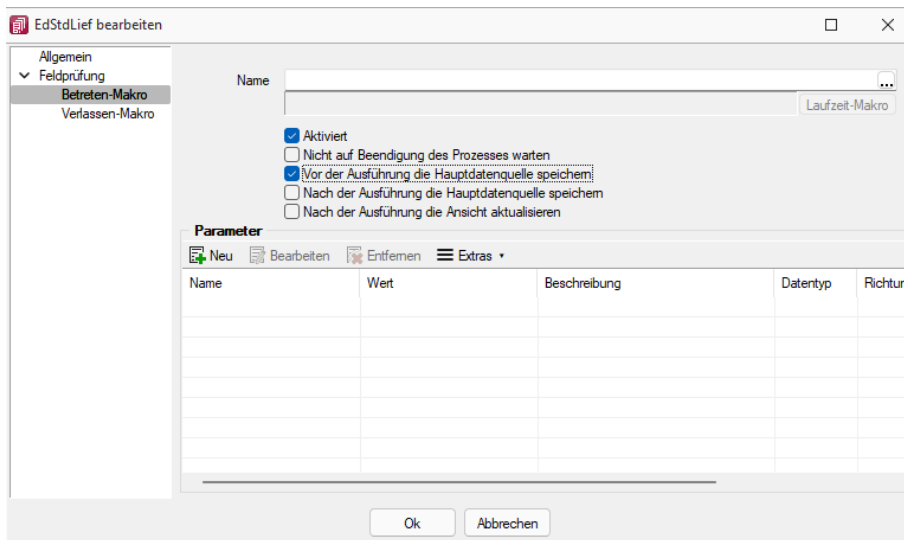 EdStdLief bearbeiten
Allgemein
Feldprüfung
Betreten-Makro
Verlassen-Makro
Name
...
Laufzeit-Makro
Aktiviert
Nicht auf Beendigung des Prozesses warten
Vor der Ausführung die Hauptdatenquelle speichern
Nach der Ausführung die Hauptdatenquelle speichern
Nach der Ausführung die Ansicht aktualisieren
Parameter
Neu Bearbeiten Entfernen Extras
Name Wert Beschreibung Datentyp Richtun
Ok Abbrechen